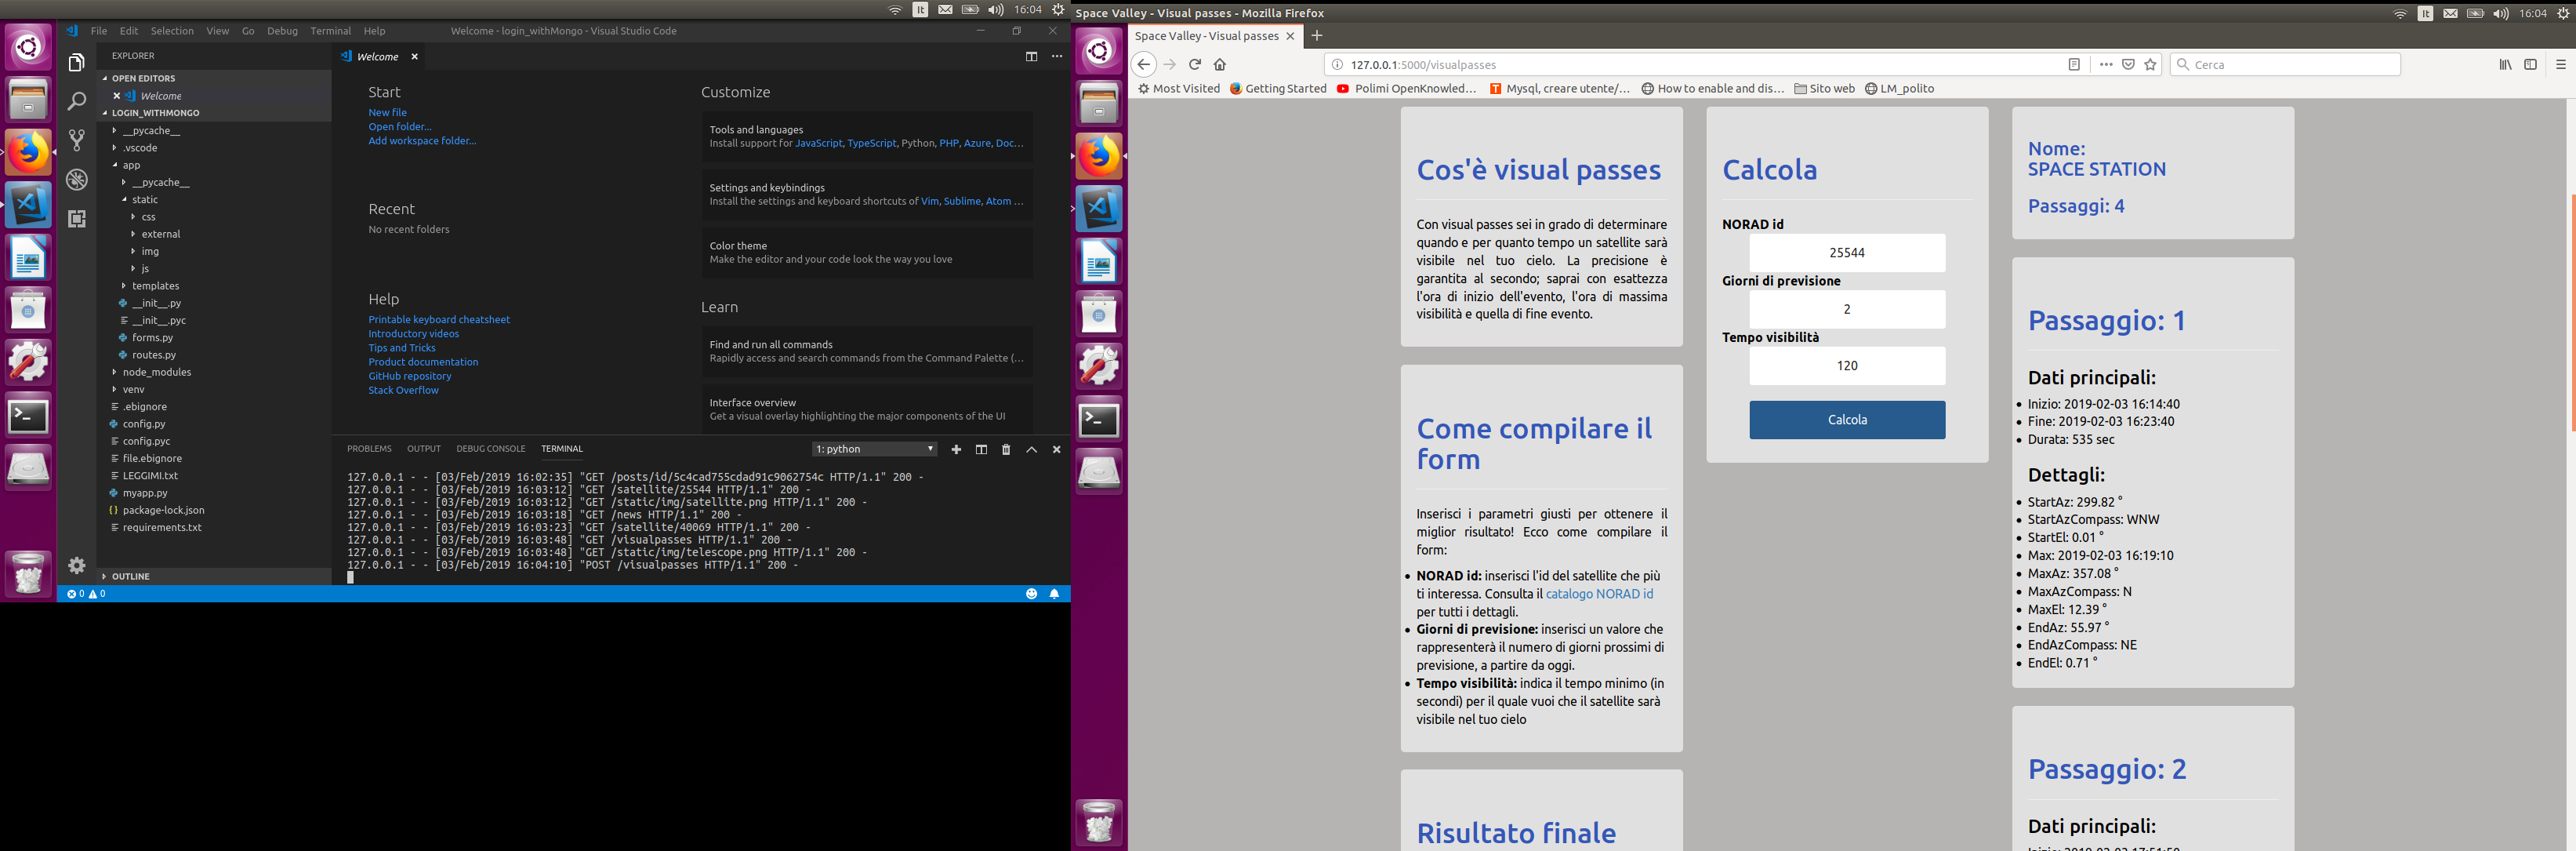 16:04
File Edit Selection View Go Debug Terminal Help
Welcome - login_withMongo - Visual Studio Code
EXPLORER
OPEN EDITORS
Welcome
LOGIN_WITHMONGO
__pycache__
.vscode
app
__pycache__
static
css
external
img
js
templates
__init__.py
__init__.pyc
forms.py
routes.py
node_modules
venv
.ebignore
config.py
config.pyc
file.ebignore
LEGGIMI.txt
myapp.py
package-lock.json
requirements.txt
OUTLINE
0 0
Welcome
Start
New file
Open folder...
Add workspace folder...
Recent
No recent folders
Help
Printable keyboard cheatsheet
Introductory videos
Tips and Tricks
Product documentation
GitHub repository
Stack Overflow
Customize
Tools and languages
Install support for JavaScript, TypeScript, Python, PHP, Azure, Doc...
Settings and keybindings
Install the settings and keyboard shortcuts of Vim, Sublime, Atom ...
Color theme
Make the editor and your code look the way you love
Learn
Find and run all commands
Rapidly access and search commands from the Command Palette (...
Interface overview
Get a visual overlay highlighting the major components of the UI
PROBLEMS OUTPUT DEBUG CONSOLE TERMINAL
1: python
127.0.0.1 - - [03/Feb/2019 16:02:35] "GET /posts/id/5c4cad755cdad91c9062754c HTTP/1.1" 200 -
127.0.0.1 - - [03/Feb/2019 16:03:12] "GET /satellite/25544 HTTP/1.1" 200 -
127.0.0.1 - - [03/Feb/2019 16:03:12] "GET /static/img/satellite.png HTTP/1.1" 200 -
127.0.0.1 - - [03/Feb/2019 16:03:18] "GET /news HTTP/1.1" 200 -
127.0.0.1 - - [03/Feb/2019 16:03:23] "GET /satellite/40069 HTTP/1.1" 200 -
127.0.0.1 - - [03/Feb/2019 16:03:48] "GET /visualpasses HTTP/1.1" 200 -
127.0.0.1 - - [03/Feb/2019 16:03:48] "GET /static/img/telescope.png HTTP/1.1" 200 -
127.0.0.1 - - [03/Feb/2019 16:04:10] "POST /visualpasses HTTP/1.1" 200 -
Space Valley - Visual passes - Mozilla Firefox
It
16:04
Space Valley - Visual passes
127.0.0.1:5000/visualpasses
Cerca
Most Visited Getting Started Polimi OpenKnowled... Mysql, creare utente/... How to enable and dis... Sito web LM_polito
Cos'è visual passes
Con visual passes sei in grado di determinare
quando e per quanto tempo un satellite sarà
visibile nel tuo cielo. La precisione è
garantita al secondo; saprai con esattezza
l'ora di inizio dell'evento, l'ora di massima
visibilità e quella di fine evento.
Come compilare il
form
Inserisci i parametri giusti per ottenere il
miglior risultato! Ecco come compilare il
form:
NORAD id: inserisci l'id del satellite che più
ti interessa. Consulta il catalogo NORAD id
per tutti i dettagli.
Giorni di previsione: inserisci un valore che
rappresenterà il numero di giorni prossimi di
previsione, a partire da oggi.
Tempo visibilità: indica il tempo minimo (in
secondi) per il quale vuoi che il satellite sarà
visibile nel tuo cielo
Risultato finale
Calcola
NORAD id
25544
Giorni di previsione
2
Tempo visibilità
120
Calcola
Nome:
SPACE STATION
Passaggi: 4
Passaggio: 1
Dati principali:
Inizio: 2019-02-03 16:14:40
Fine: 2019-02-03 16:23:40
Durata: 535 sec
Dettagli:
StartAz: 299.82 °
StartAzCompass: WNW
StartEl: 0.01 °
Max: 2019-02-03 16:19:10
MaxAz: 357.08 °
MaxAzCompass: N
MaxEl: 12.39 °
EndAz: 55.97 °
EndAzCompass: NE
EndEl: 0.71 °
Passaggio: 2
Dati principali: